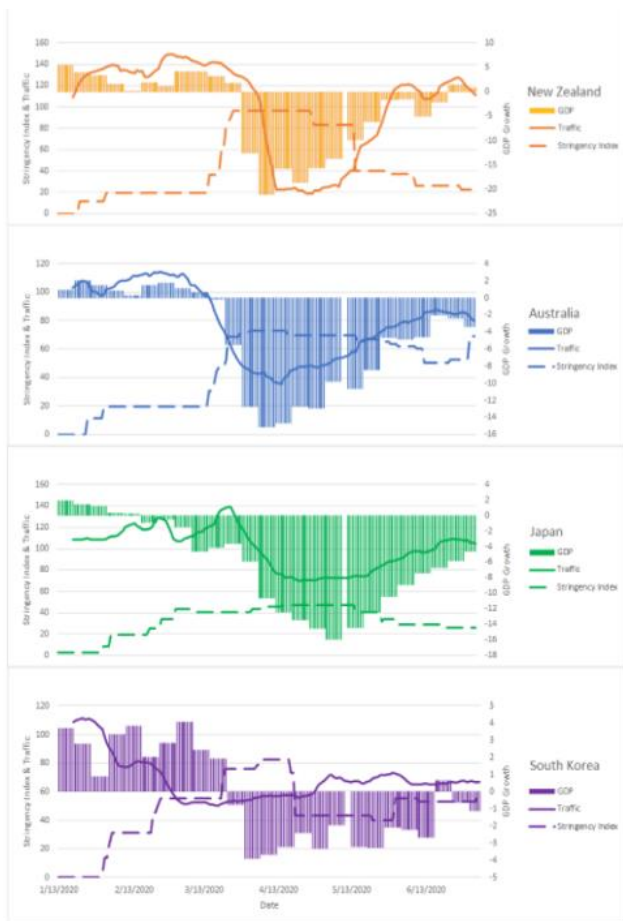 New Zealand
Stringency Index & Traffic
160
140
120
100
80
60
40
20
0
10
5
0
-5
-10
-15
-20
-25
GDP Growth
GDP
Traffic
Stringency Index
Australia
Stringency Index & Traffic
120
100
80
60
40
20
0
4
2
0
-2
-4
-6
-8
-10
-12
-14
-16
GDP Growth
GDP
Traffic
Stringency Index
Japan
Stringency Index & Traffic
160
140
120
100
80
60
40
20
0
4
2
0
-2
-4
-6
-8
-10
-12
-14
-16
-18
GDP Growth
GDP
Traffic
Stringency Index
South Korea
Stringency Index & Traffic
120
100
80
60
40
20
0
5
4
3
2
1
0
-1
-2
-3
-4
-5
GDP Growth
GDP
Traffic
Stringency Index
1/13/2020 2/13/2020 3/13/2020 4/13/2020 5/13/2020 6/13/2020
Date